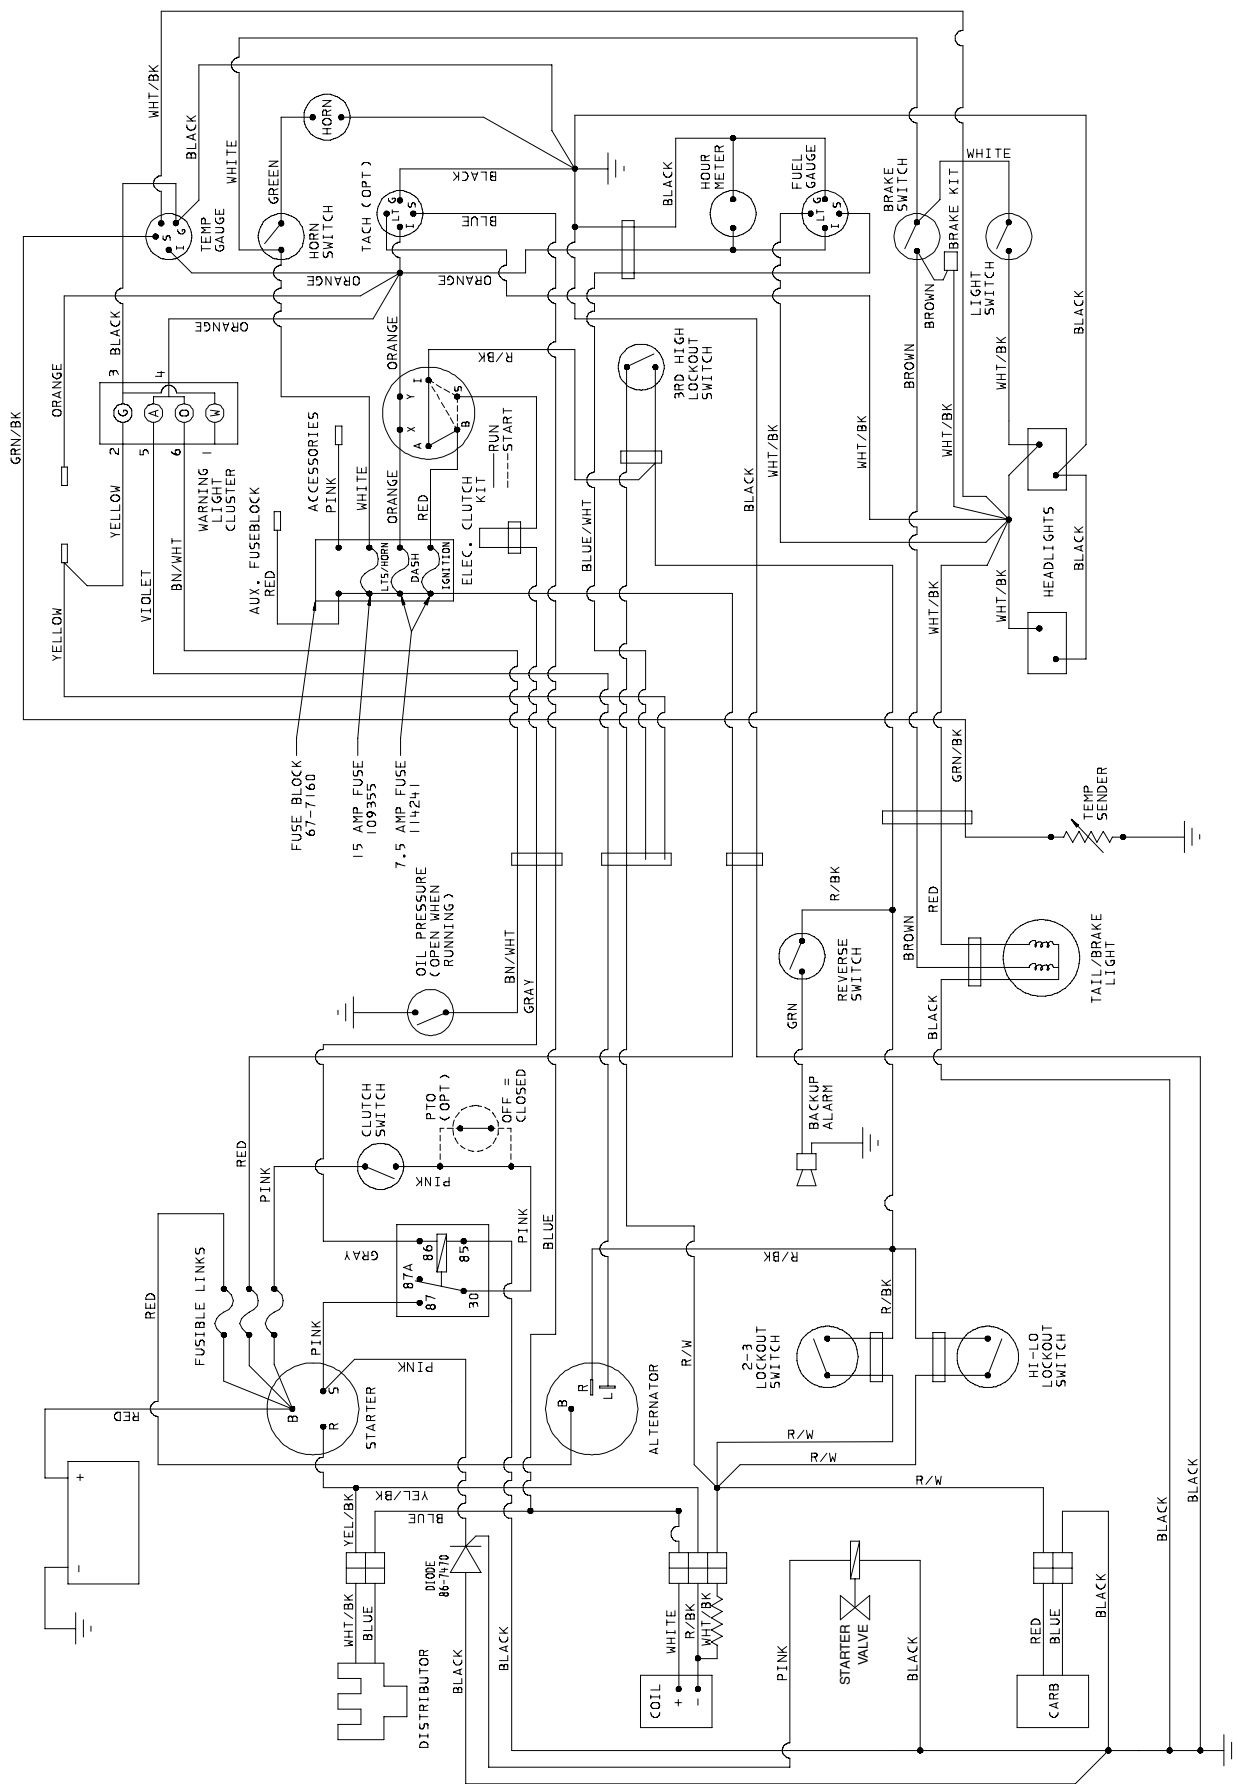 WHT/BK
BLACK
WHITE
GREEN
HORN
TACH (OPT)
BLACK
BLUE
BLACK
HOUR
METER
FUEL
GAUGE
BRAKE
SWITCH
WHITE
BRAKE KIT
S
I
G
TEMP
GAUGE
HORN
SWITCH
G
LT
I
S
G
LT
I
S
ORANGE
ORANGE
ORANGE
BROWN
LIGHT
SWITCH
BLACK
GRN/BK
ORANGE
BLACK
3
4
ORANGE
R/BK
3RD HIGH
LOCKOUT
SWITCH
BROWN
WHT/BK
G
A
O
W
2
5
6
1
YELLOW
WARNING
LIGHT
CLUSTER
ACCESSORIES
PINK
WHITE
ORANGE
RED
Y
X
I
A
S
B
RUN
START
ELEC. CLUTCH
KIT
AUX. FUSEBLOCK
RED
LTS/HORN
DASH
IGNITION
BLUE/WHT
BLACK
WHT/BK
WHT/BK
WHT/BK
YELLOW
VIOLET
BN/WHT
WHT/BK
WHT/BK
HEADLIGHTS
BLACK
FUSE BLOCK
67-7160
15 AMP FUSE
109355
7.5 AMP FUSE
114241
GRN/BK
TEMP
SENDER
OIL PRESSURE
(OPEN WHEN
RUNNING)
BN/WHT
GRAY
R/BK
REVERSE
SWITCH
GRN
BROWN
RED
BLACK
TAIL/BRAKE
LIGHT
BACKUP
ALARM
RED
PINK
CLUTCH
SWITCH
PTO
(OPT)
OFF =
CLOSED
PINK
PINK
BLUE
RED
FUSIBLE LINKS
GRAY
86
85
87A
87
30
PINK
PINK
R/BK
R/BK
R/W
2-3
LOCKOUT
SWITCH
HI-LO
LOCKOUT
SWITCH
RED
B
S
R
STARTER
B
R
L
ALTERNATOR
R/W
R/W
R/W
+
-
YEL/BK
YEL/BK
BLUE
DIODE
86-7470
WHT/BK
BLUE
DISTRIBUTOR
BLACK
BLACK
WHITE
R/BK
WHT/BK
COIL
+
-
PINK
STARTER
VALVE
BLACK
RED
BLUE
CARB
BLACK
BLACK
BLACK